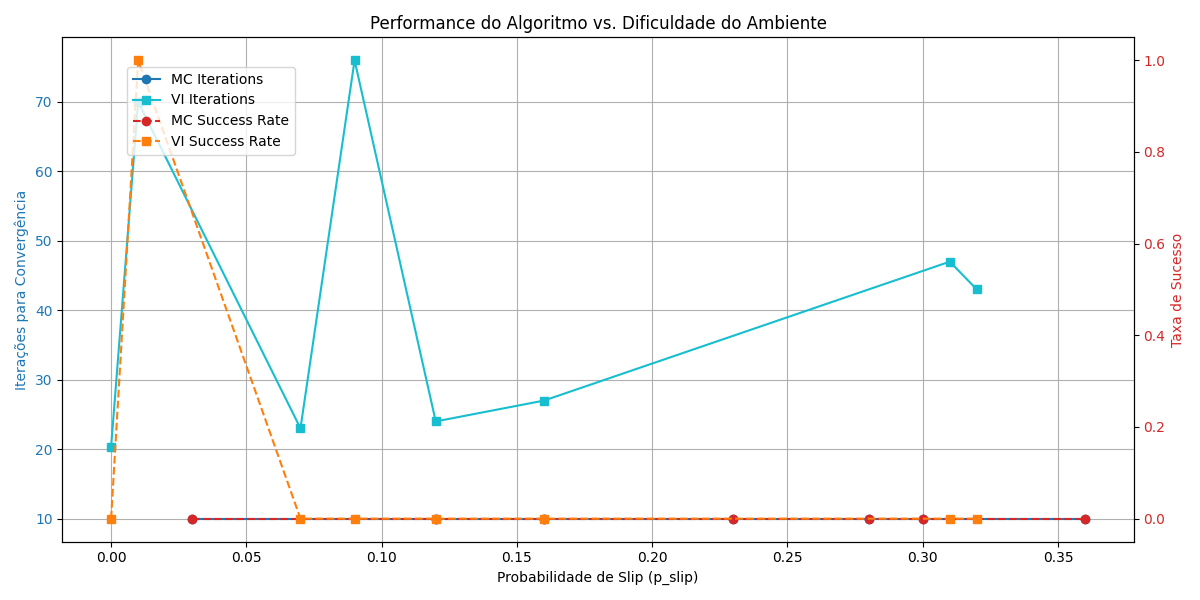 Performance do Algoritmo vs. Dificuldade do Ambiente
MC Iterations
VI Iterations
MC Success Rate
VI Success Rate
70
60
50
40
30
20
10
Iterações para Convergência
1.0
0.8
0.6
0.4
0.2
0.0
Taxa de Sucesso
0.00 0.05 0.10 0.15 0.20 0.25 0.30 0.35
Probabilidade de Slip (p_slip)